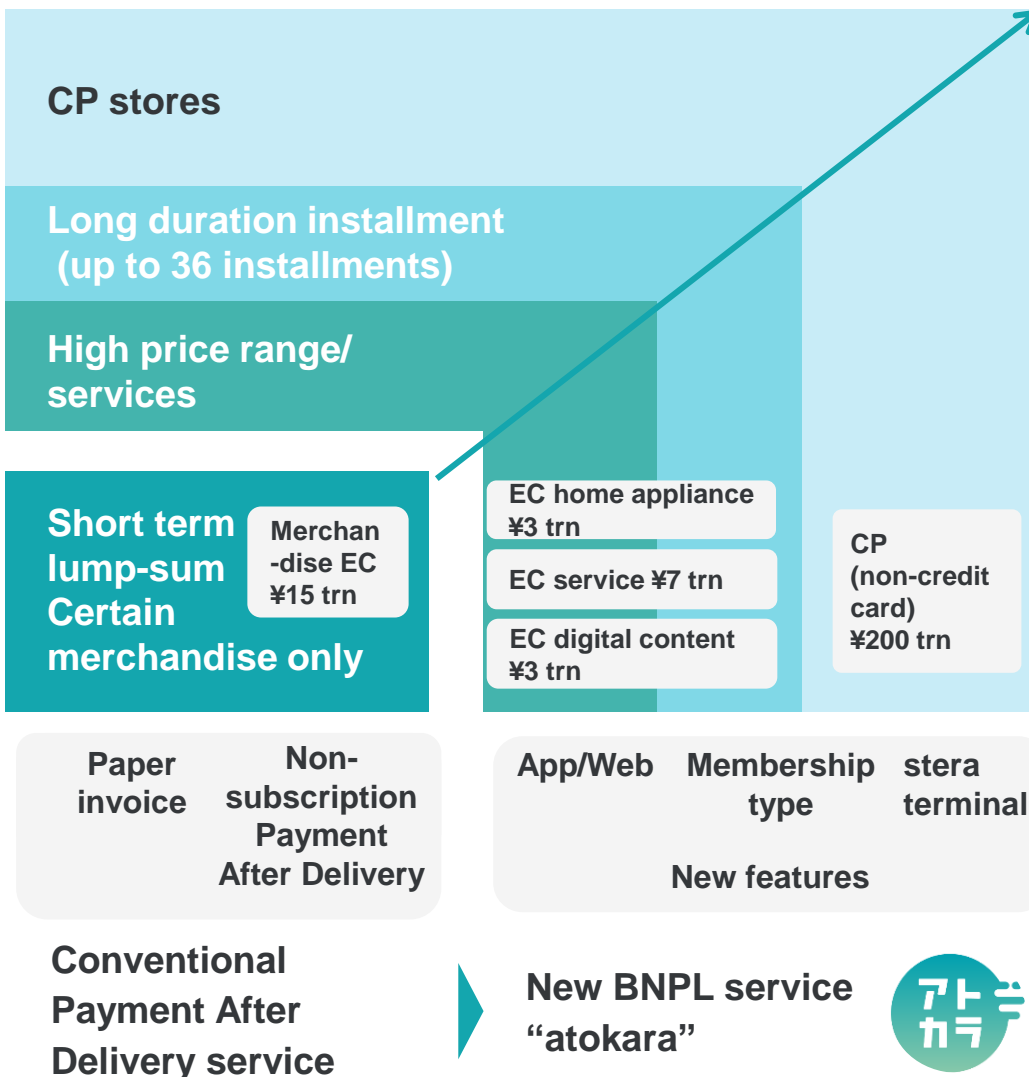 CP stores
Long duration installment
(up to 36 installments)
High price range/
services
Short term
lump-sum
Certain
merchandise only
Merchan
-dise EC
¥15 trn
EC home appliance
¥3 trn
EC service ¥7 trn
EC digital content
¥3 trn
CP
(non-credit
card)
¥200 trn
Paper
invoice
Non-
subscription
Payment
After Delivery
App/Web
Membership
type
stera
terminal
New features
Conventional
Payment After
Delivery service
New BNPL service
“atokara”
アト
カラ